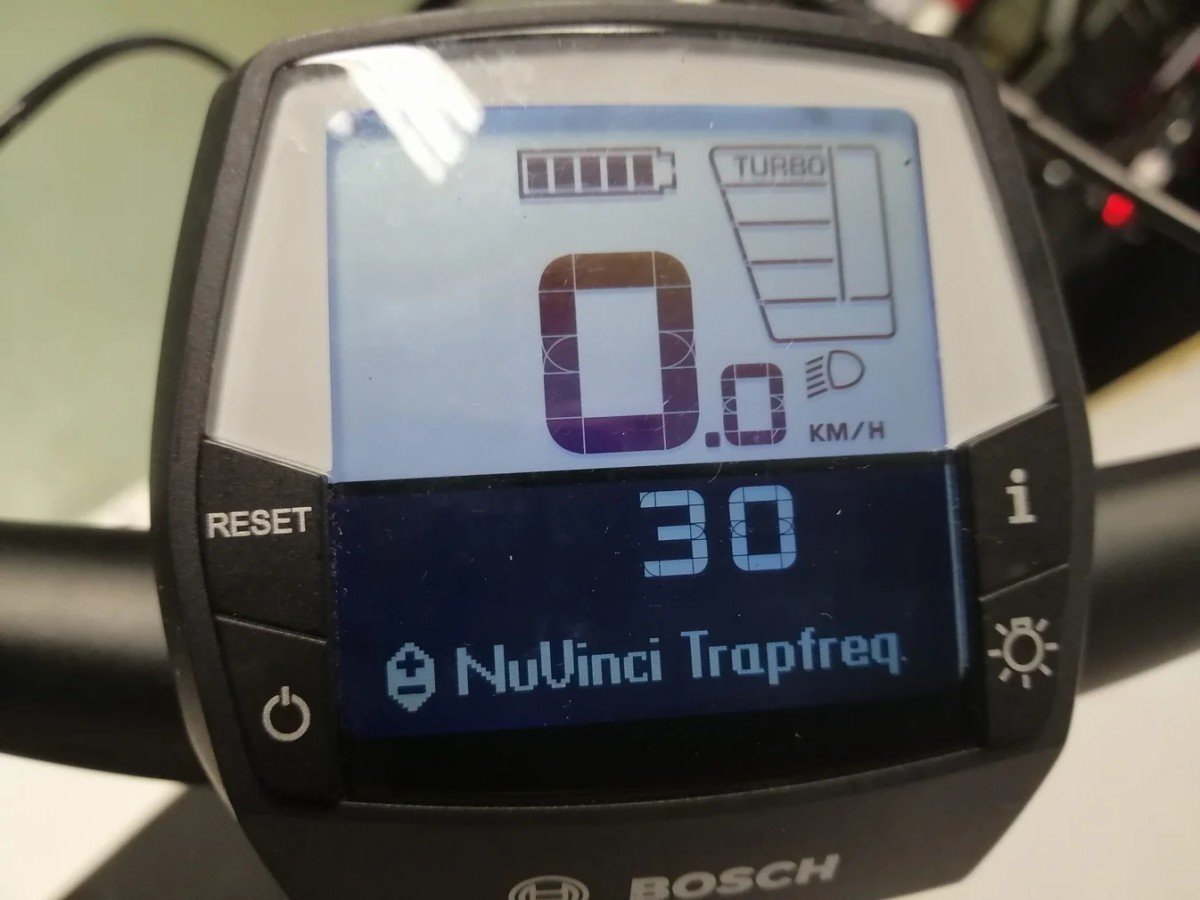 TURBO
0.0
KM/H
RESET
i
30
NuVinci Trapfreq.
BOSCH